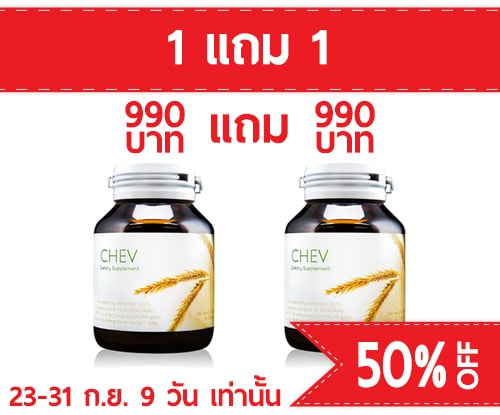 1 แถม 1
990 บาท แถม 990 บาท
CHEV
Dietary Supplement
CHEV
Dietary Supplement
50% OFF
23-31 ก.ย. 9 วัน เท่านั้น